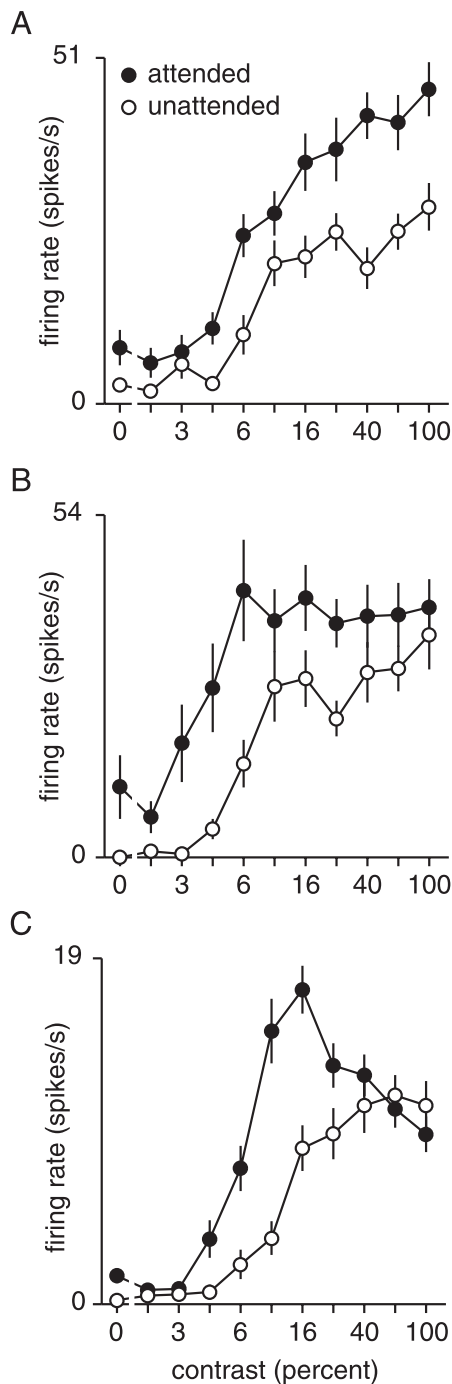 A
51
attended
unattended
firing rate (spikes/s)
0
0 3 6 16 40 100
B
54
firing rate (spikes/s)
0
0 3 6 16 40 100
C
19
firing rate (spikes/s)
0
0 3 6 16 40 100
contrast (percent)